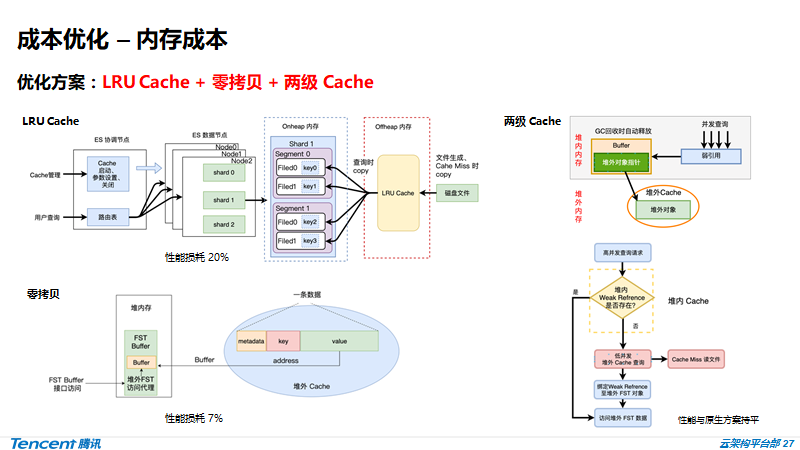 成本优化 – 内存成本
优化方案：LRU Cache + 零拷贝 + 两级 Cache
LRU Cache
ES 协调节点
Cache管理
Cache
启动、
参数设置、
关闭
用户查询
路由表
ES 数据节点
Node0
Node1
Node2
shard 0
shard 1
shard 2
Onheap 内存
Shard 1
Segment 0
Filed0
key0
Filed1
key1
Segment 1
Filed0
key2
Filed1
key3
查询时
copy
Offheap 内存
LRU Cache
文件生成、
Cahe Miss 时
copy
磁盘文件
性能损耗 20%
零拷贝
堆内存
FST
Buffer
Buffer
堆外FST
访问代理
FST Buffer
接口访问
Buffer
一条数据
metadata
key
value
address
堆外 Cache
性能损耗 7%
两级 Cache
堆内内存
GC回收时自动释放
Buffer
堆外对象指针
并发查询
弱引用
堆外内存
堆外Cache
堆外对象
高并发查询请求
是
堆内
Weak Refrence
是否存在?
堆内 Cache
否
低并发
堆外 Cache 查询
Cache Miss 读文件
绑定Weak Refrence
至堆外 FST 对象
访问堆外 FST 数据
性能与原生方案持平
Tencent 腾讯
云架构平台部 27